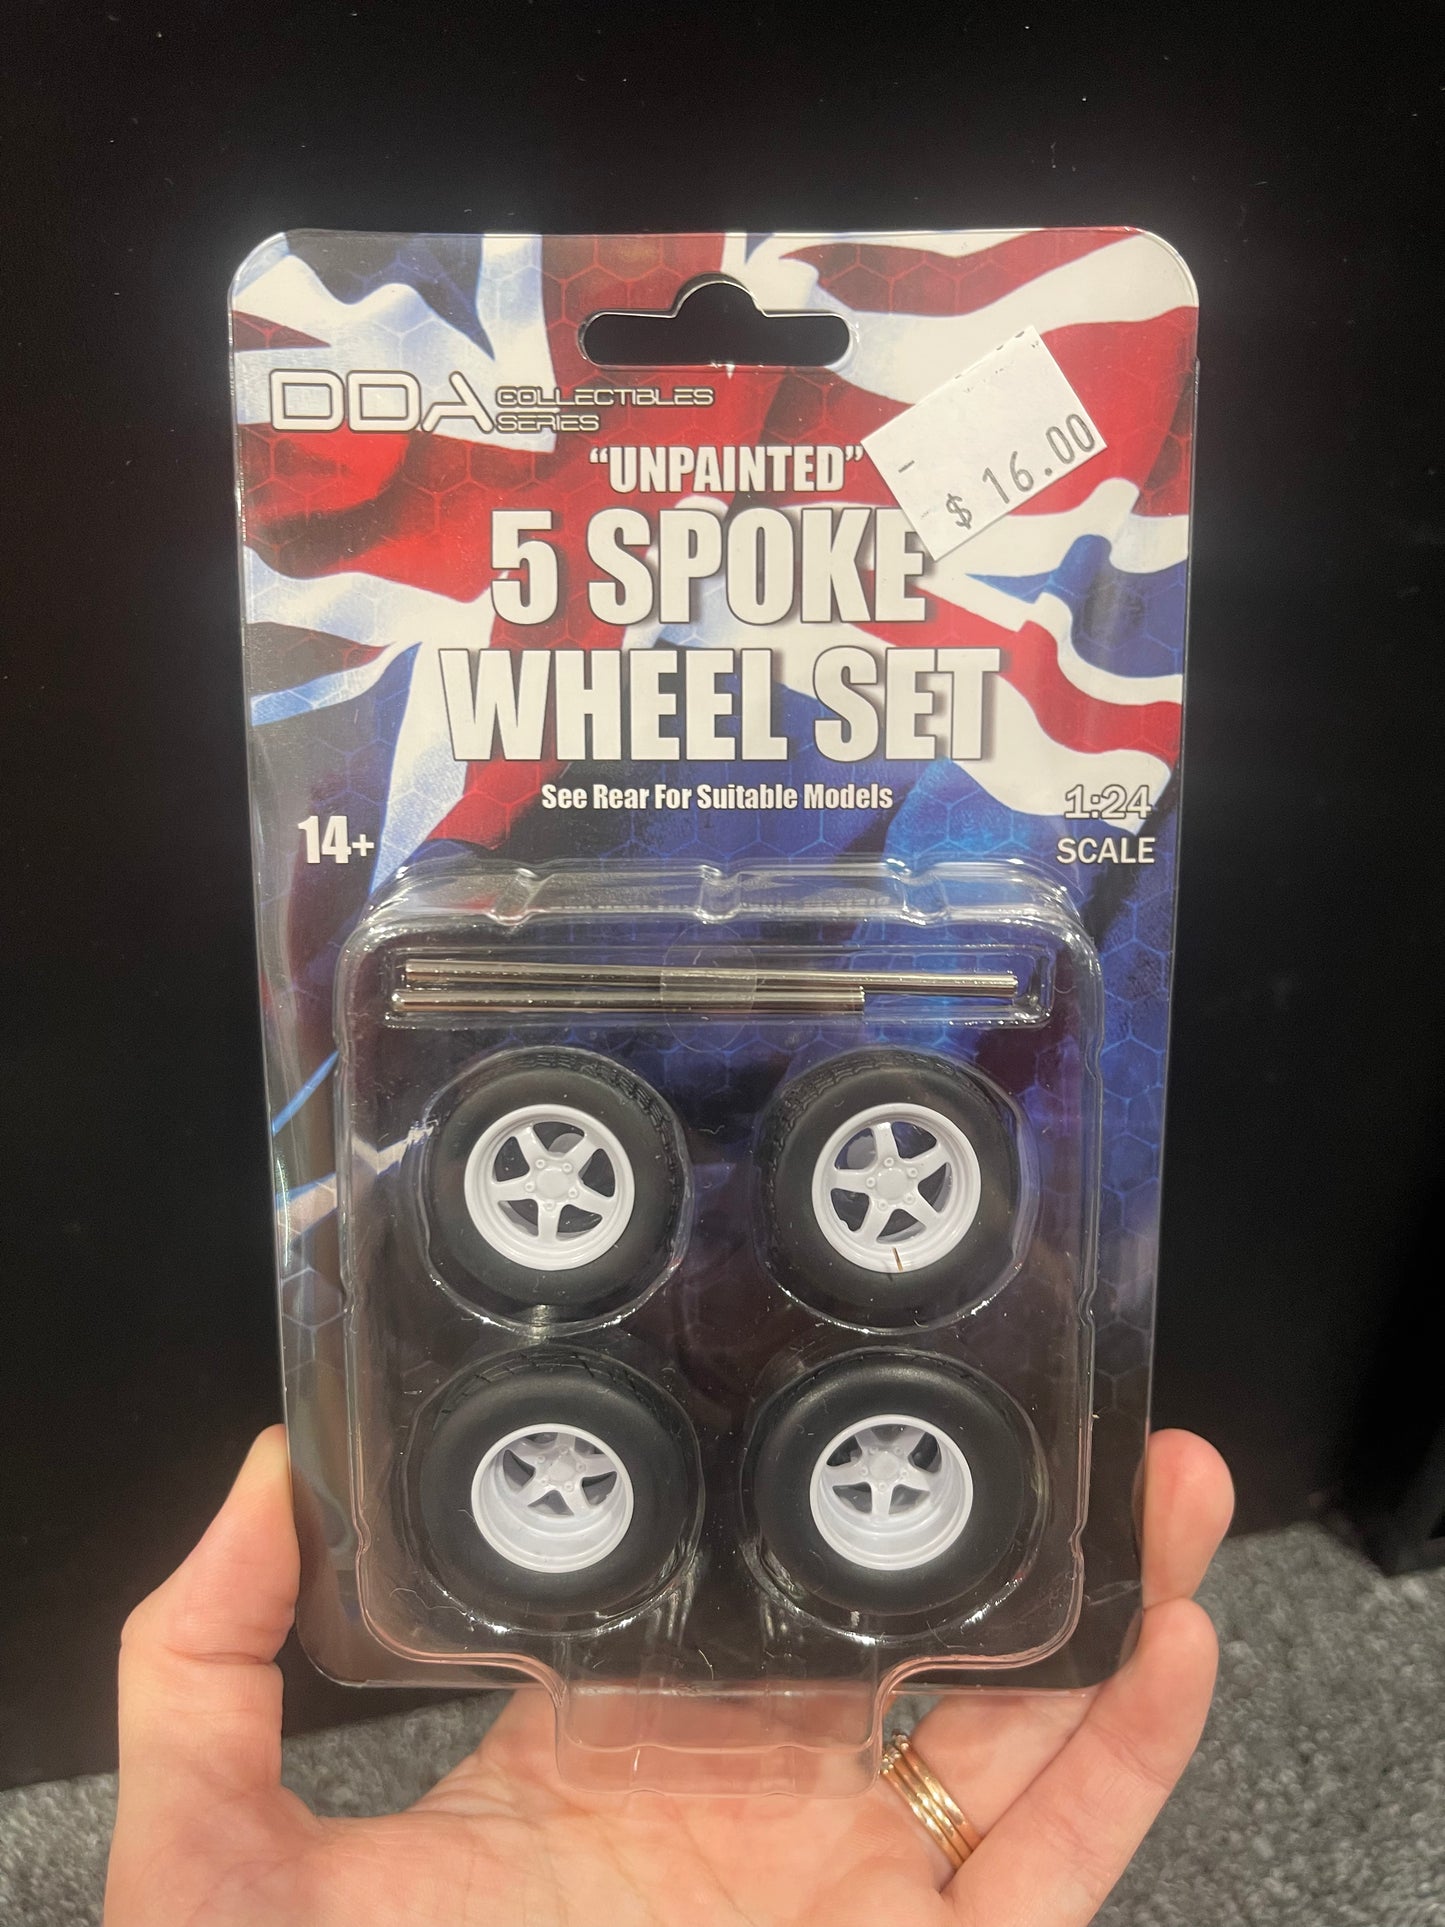 DDA COLLECTIBLES
SERIES
$ 16.00
"UNPAINTED"
5 SPOKE
WHEEL SET
See Rear For Suitable Models
14+
1:24
SCALE